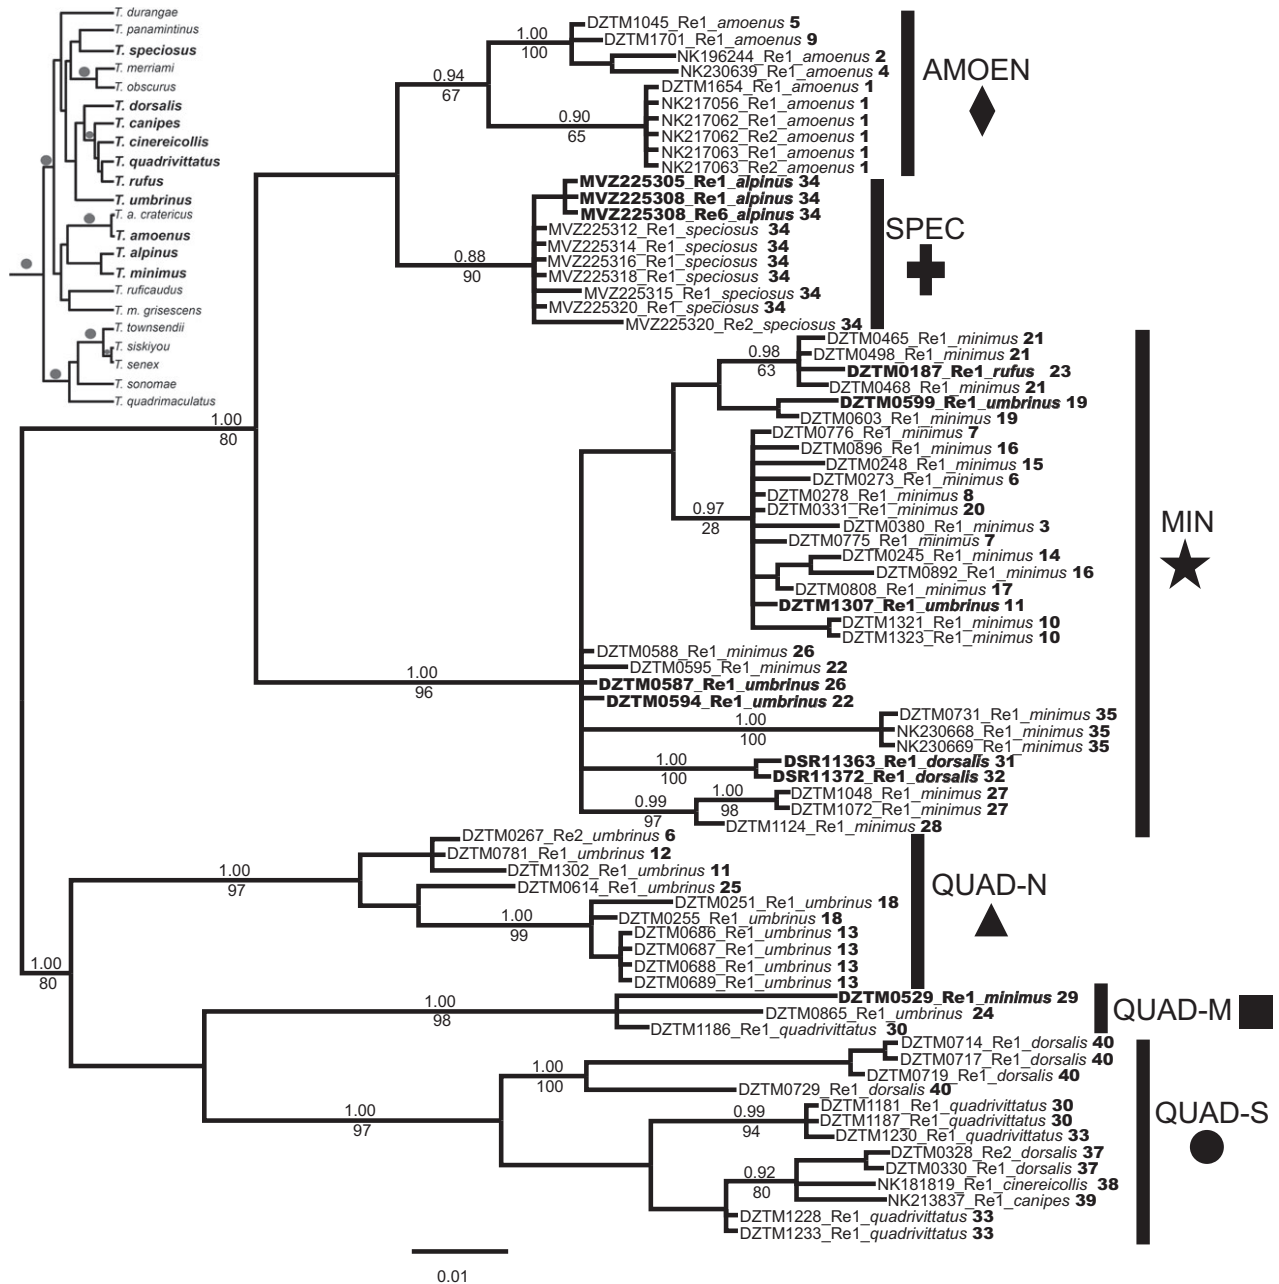 T. durangae
T. panamintinus
T. speciosus
T. merriami
T. obscurus
T. dorsalis
T. canipes
T. cinereicollis
T. quadrivittatus
T. rufus
T. umbrinus
T. a. cratericus
T. amoenus
T. alpinus
T. minimus
T. ruficaudus
T. m. grisescens
T. townsendii
T. siskiyou
T. senex
T. sonomae
T. quadrimaculatus
DZTM1045_Re1_amoenus 5
1.00
100
DZTM1701_Re1_amoenus 9
NK196244_Re1_amoenus 2
NK230639_Re1_amoenus 4
0.94
67
DZTM1654_Re1_amoenus 1
NK217056_Re1_amoenus 1
NK217062_Re1_amoenus 1
0.90
65
NK217062_Re2_amoenus 1
NK217063_Re1_amoenus 1
NK217063_Re2_amoenus 1
AMOEN
MVZ225305_Re1_alpinus 34
MVZ225308_Re1_alpinus 34
MVZ225308_Re6_alpinus 34
MVZ225312_Re1_speciosus 34
MVZ225314_Re1_speciosus 34
MVZ225316_Re1_speciosus 34
0.88
90
MVZ225318_Re1_speciosus 34
MVZ225315_Re1_speciosus 34
MVZ225320_Re1_speciosus 34
MVZ225320_Re2_speciosus 34
SPEC
DZTM0465_Re1_minimus 21
DZTM0498_Re1_minimus 21
0.98
63
DZTM0187_Re1_rufus 23
DZTM0468_Re1_minimus 21
DZTM0599_Re1_umbrinus 19
DZTM0603_Re1_minimus 19
1.00
80
DZTM0776_Re1_minimus 7
DZTM0896_Re1_minimus 16
DZTM0248_Re1_minimus 15
DZTM0273_Re1_minimus 6
DZTM0278_Re1_minimus 8
DZTM0331_Re1_minimus 20
0.97
28
DZTM0380_Re1_minimus 3
DZTM0775_Re1_minimus 7
DZTM0245_Re1_minimus 14
DZTM0892_Re1_minimus 16
DZTM0808_Re1_minimus 17
DZTM1307_Re1_umbrinus 11
DZTM1321_Re1_minimus 10
DZTM1323_Re1_minimus 10
MIN
DZTM0588_Re1_minimus 26
DZTM0595_Re1_minimus 22
1.00
96
DZTM0587_Re1_umbrinus 26
DZTM0594_Re1_umbrinus 22
DZTM0731_Re1_minimus 35
1.00
100
NK230668_Re1_minimus 35
NK230669_Re1_minimus 35
DSR11363_Re1_dorsalis 31
1.00
100
DSR11372_Re1_dorsalis 32
DZTM1048_Re1_minimus 27
1.00
98
DZTM1072_Re1_minimus 27
0.99
97
DZTM1124_Re1_minimus 28
DZTM0267_Re2_umbrinus 6
DZTM0781_Re1_umbrinus 12
DZTM1302_Re1_umbrinus 11
1.00
97
DZTM0614_Re1_umbrinus 25
DZTM0251_Re1_umbrinus 18
DZTM0255_Re1_umbrinus 18
1.00
99
DZTM0686_Re1_umbrinus 13
DZTM0687_Re1_umbrinus 13
DZTM0688_Re1_umbrinus 13
DZTM0689_Re1_umbrinus 13
QUAD-N
1.00
80
DZTM0529_Re1_minimus 29
1.00
98
DZTM0865_Re1_umbrinus 24
DZTM1186_Re1_quadrivittatus 30
QUAD-M
DZTM0714_Re1_dorsalis 40
DZTM0717_Re1_dorsalis 40
1.00
100
DZTM0719_Re1_dorsalis 40
DZTM0729_Re1_dorsalis 40
1.00
97
DZTM1181_Re1_quadrivittatus 30
0.99
94
DZTM1187_Re1_quadrivittatus 30
DZTM1230_Re1_quadrivittatus 33
DZTM0328_Re2_dorsalis 37
DZTM0330_Re1_dorsalis 37
0.92
80
NK181819_Re1_cinereicollis 38
NK213837_Re1_canipes 39
DZTM1228_Re1_quadrivittatus 33
DZTM1233_Re1_quadrivittatus 33
QUAD-S
0.01